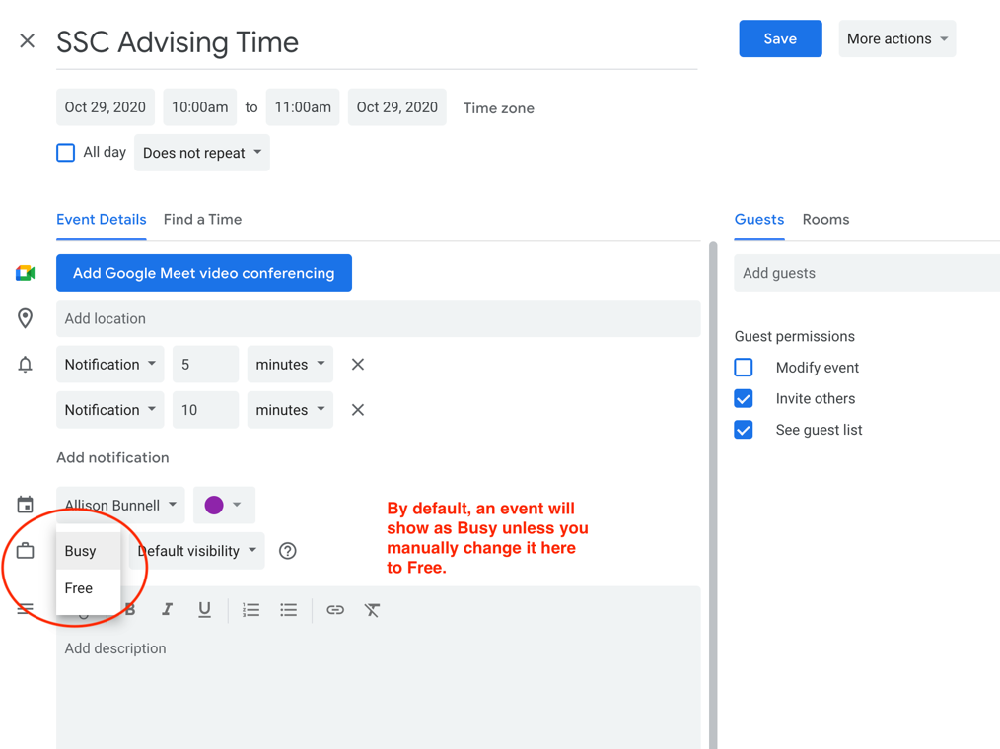 SSC Advising Time
Save
More actions
Oct 29, 2020 10:00am to 11:00am Oct 29, 2020 Time zone
All day Does not repeat
Event Details Find a Time
Guests Rooms
Add Google Meet video conferencing
Add guests
Add location
Notification 5 minutes
Notification 10 minutes
Add notification
Guest permissions
Modify event
Invite others
See guest list
Allison Bunnell
Busy
Free
Default visibility
By default, an event will
show as Busy unless you
manually change it here
to Free.
B I U
Add description